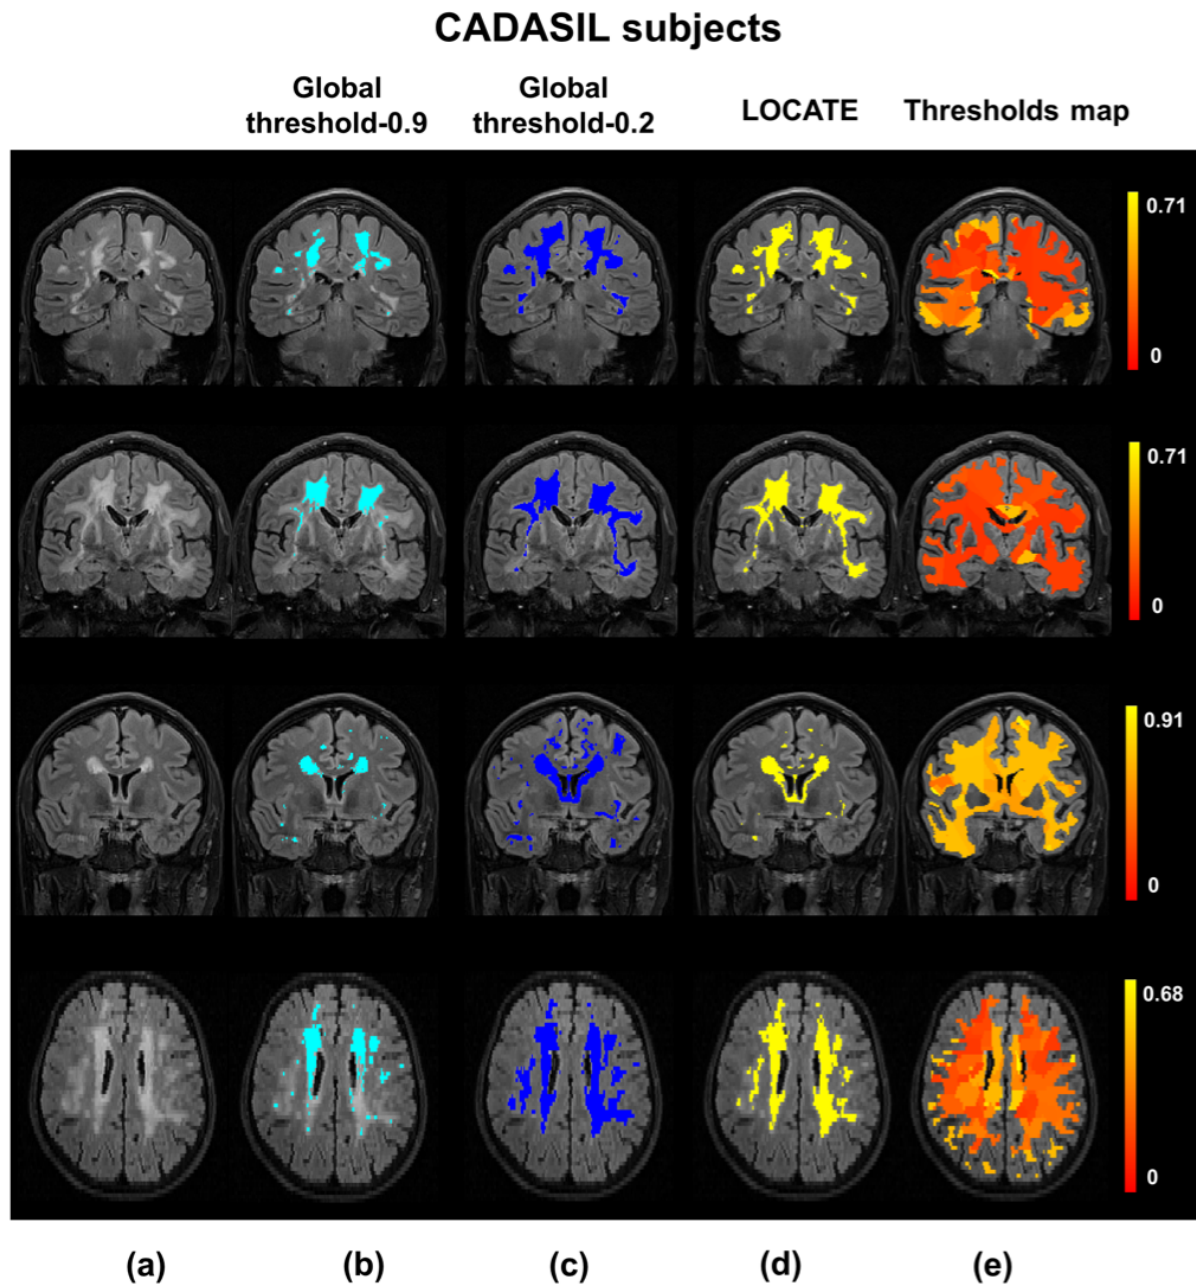 CADASIL subjects
Global
threshold-0.9
Global
threshold-0.2
LOCATE
Thresholds map
0.71
0
0.71
0
0.91
0
0.68
0
(a)
(b)
(c)
(d)
(e)